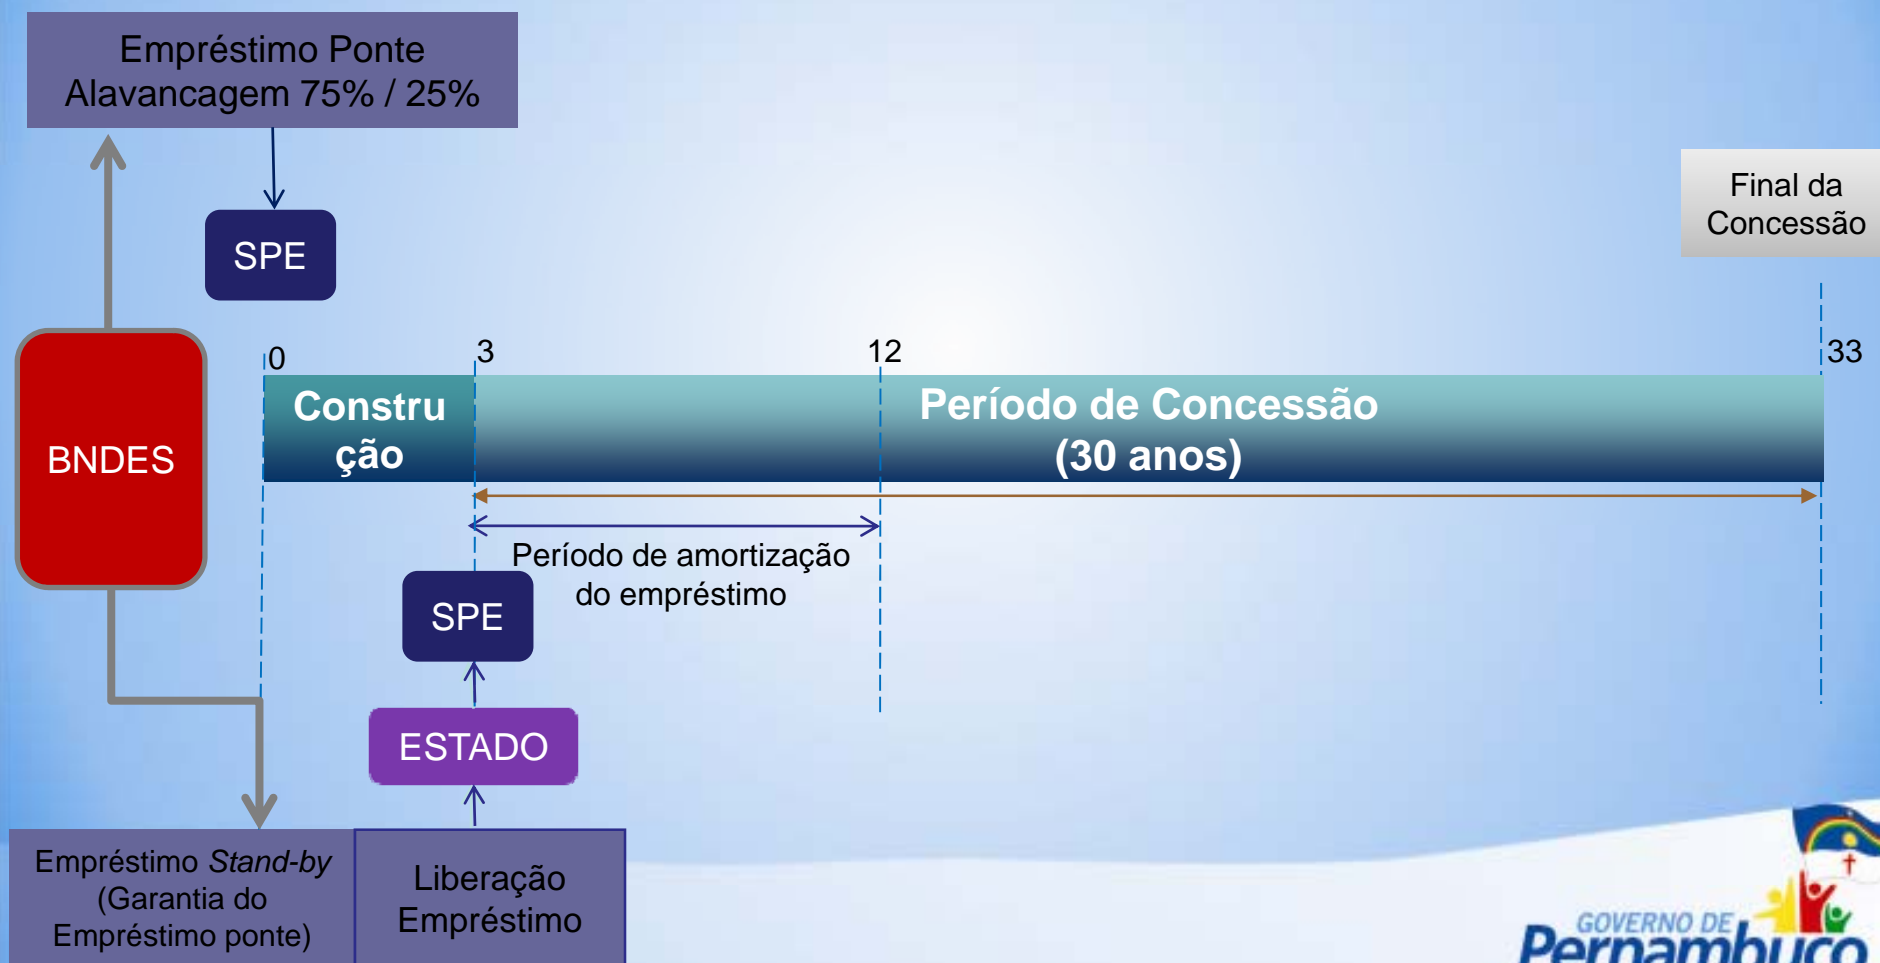 Empréstimo Ponte
Alavancagem 75% / 25%
Final da
Concessão
SPE
0
3
12
33
Constru
ção
Período de Concessão
(30 anos)
BNDES
Período de amortização
do empréstimo
SPE
ESTADO
Empréstimo Stand-by
(Garantia do
Empréstimo ponte)
Liberação
Empréstimo
GOVERNO DE
Pernambuco